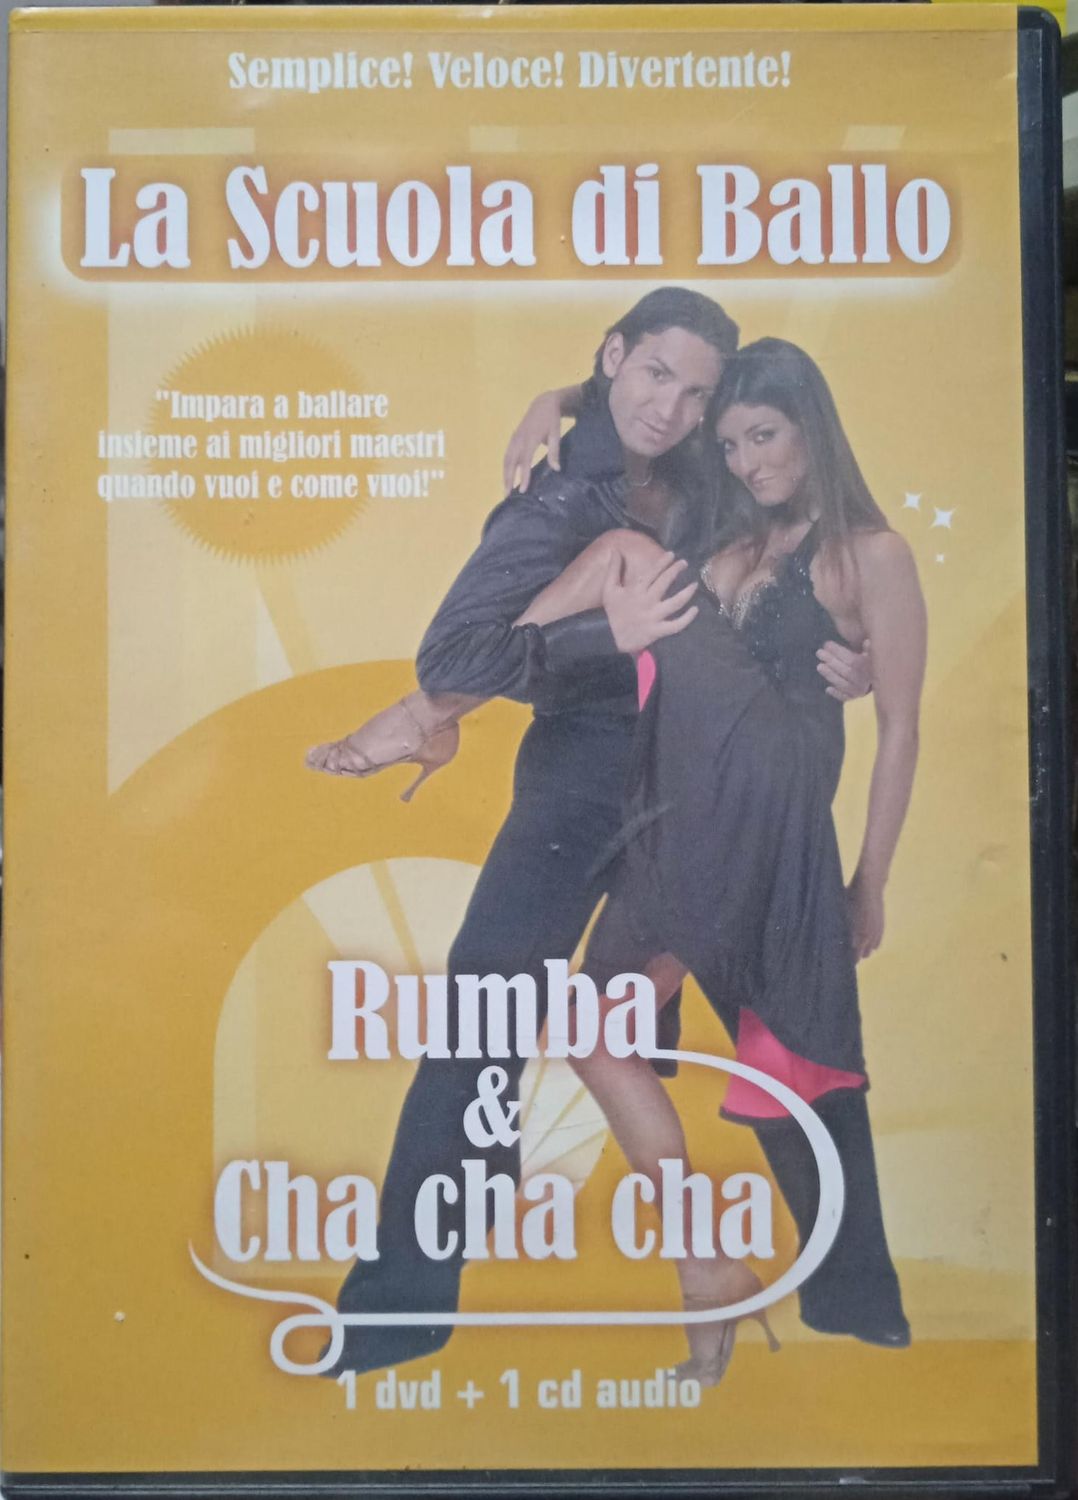 Semplice! Veloce! Divertente!
La Scuola di Ballo
"Impara a ballare
insieme ai migliori maestri
quando vuoi e come vuoi!"
Rumba
&
Cha cha cha
1 dvd + 1 cd audio